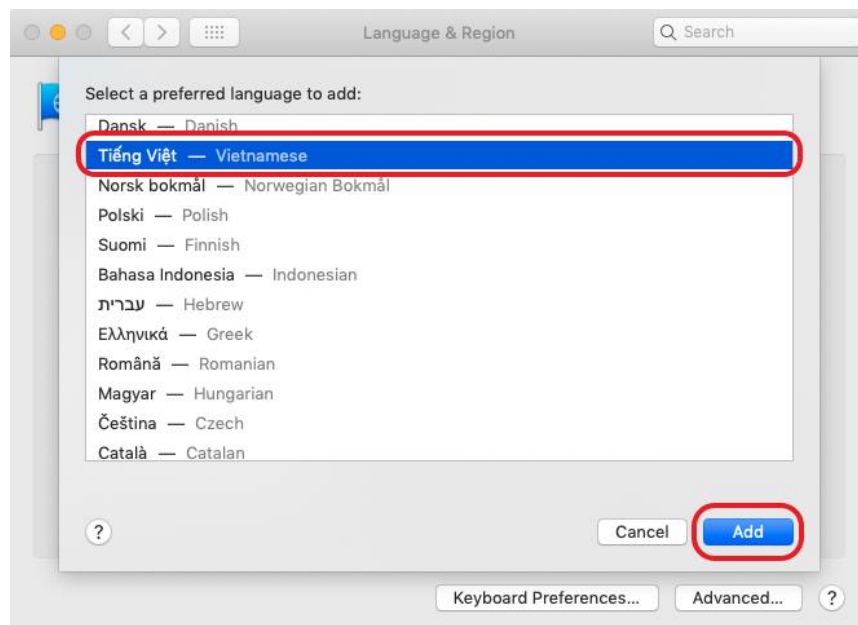 Language & Region
Search
Select a preferred language to add:
Dansk — Danish
Tiếng Việt — Vietnamese
Norsk bokmål — Norwegian Bokmål
Polski — Polish
Suomi — Finnish
Bahasa Indonesia — Indonesian
עברית — Hebrew
Ελληνικά — Greek
Română — Romanian
Magyar — Hungarian
Čeština — Czech
Català — Catalan
? Cancel Add
Keyboard Preferences... Advanced... ?